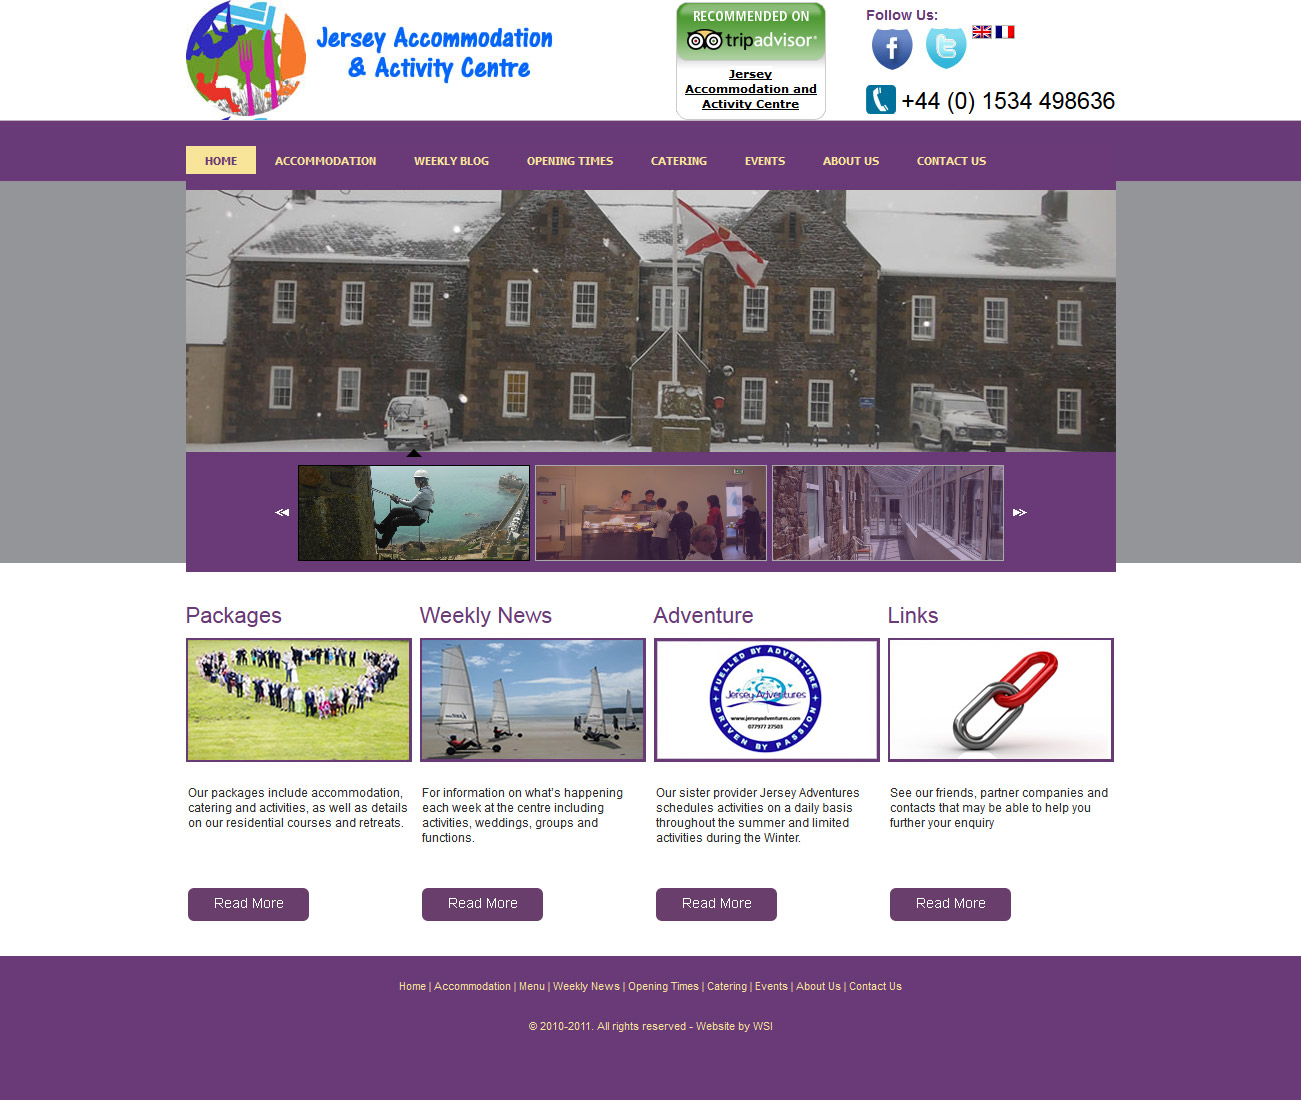 Jersey Accommodation
& Activity Centre
RECOMMENDED ON
tripadvisor
Jersey
Accommodation and
Activity Centre
Follow Us:
+44 (0) 1534 498636
HOME ACCOMMODATION WEEKLY BLOG OPENING TIMES CATERING EVENTS ABOUT US CONTACT US
Packages
Weekly News
Adventure
Links
FUELLED BY ADVENTURE
Jersey Adventures
www.jerseyadventures.com
077977 27503
DRIVEN BY PASSION
Our packages include accommodation,
catering and activities, as well as details
on our residential courses and retreats.
For information on what's happening
each week at the centre including
activities, weddings, groups and
functions.
Our sister provider Jersey Adventures
schedules activities on a daily basis
throughout the summer and limited
activities during the Winter.
See our friends, partner companies and
contacts that may be able to help you
further your enquiry
Read More
Read More
Read More
Read More
Home | Accommodation | Menu | Weekly News | Opening Times | Catering | Events | About Us | Contact Us
© 2010-2011. All rights reserved - Website by WSI